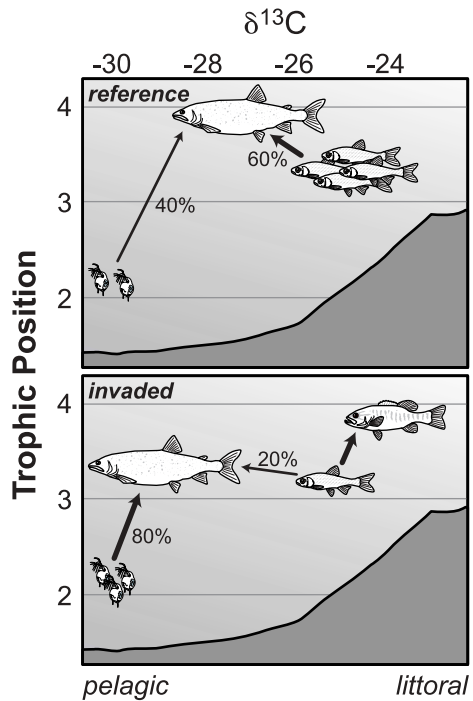 δ13C
-30 -28 -26 -24
reference
4
60%
40%
3
2
Trophic Position
invaded
4
20%
3
80%
2
pelagic littoral